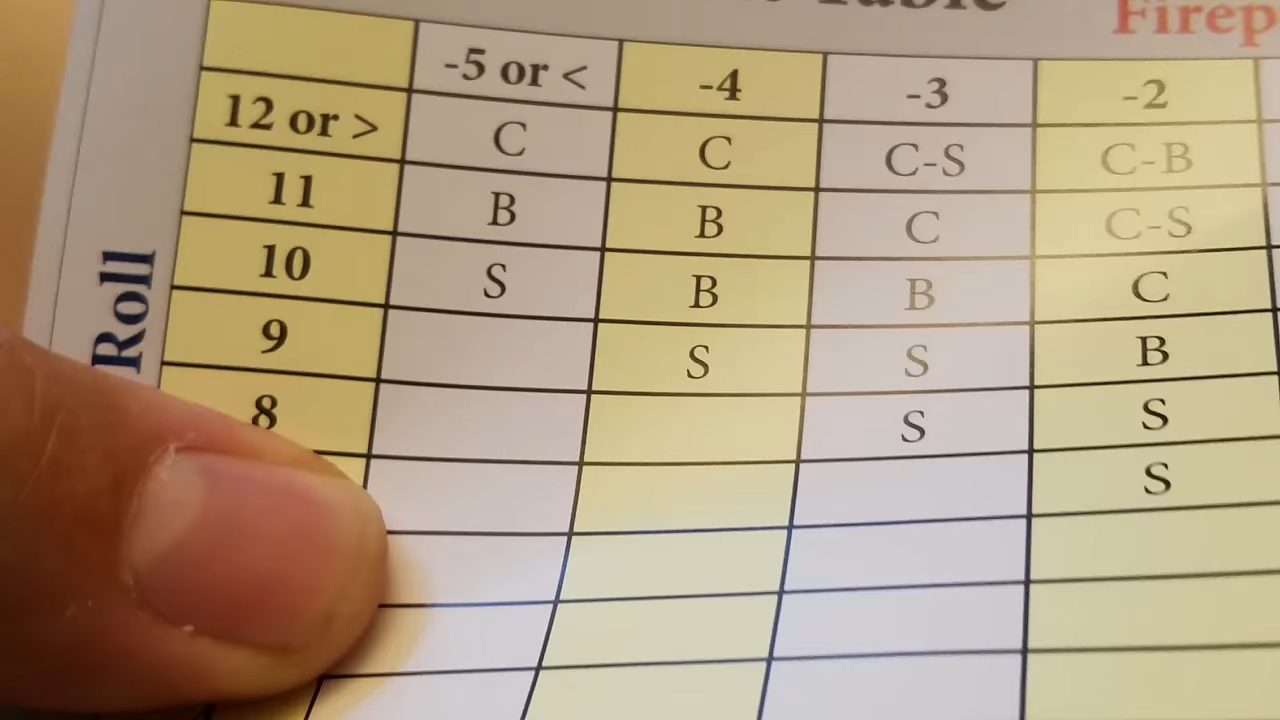 Table
Firep
-5 or < -4 -3 -2
12 or > C C C-S C-B
11 B B C C-S
10 S B B C
9 S S B
8 S S
S
Roll